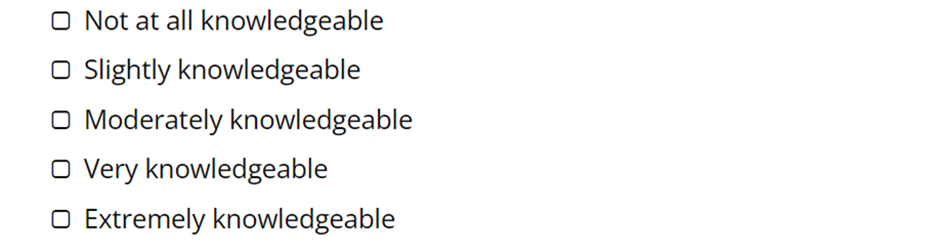 Not at all knowledgeable
Slightly knowledgeable
Moderately knowledgeable
Very knowledgeable
Extremely knowledgeable